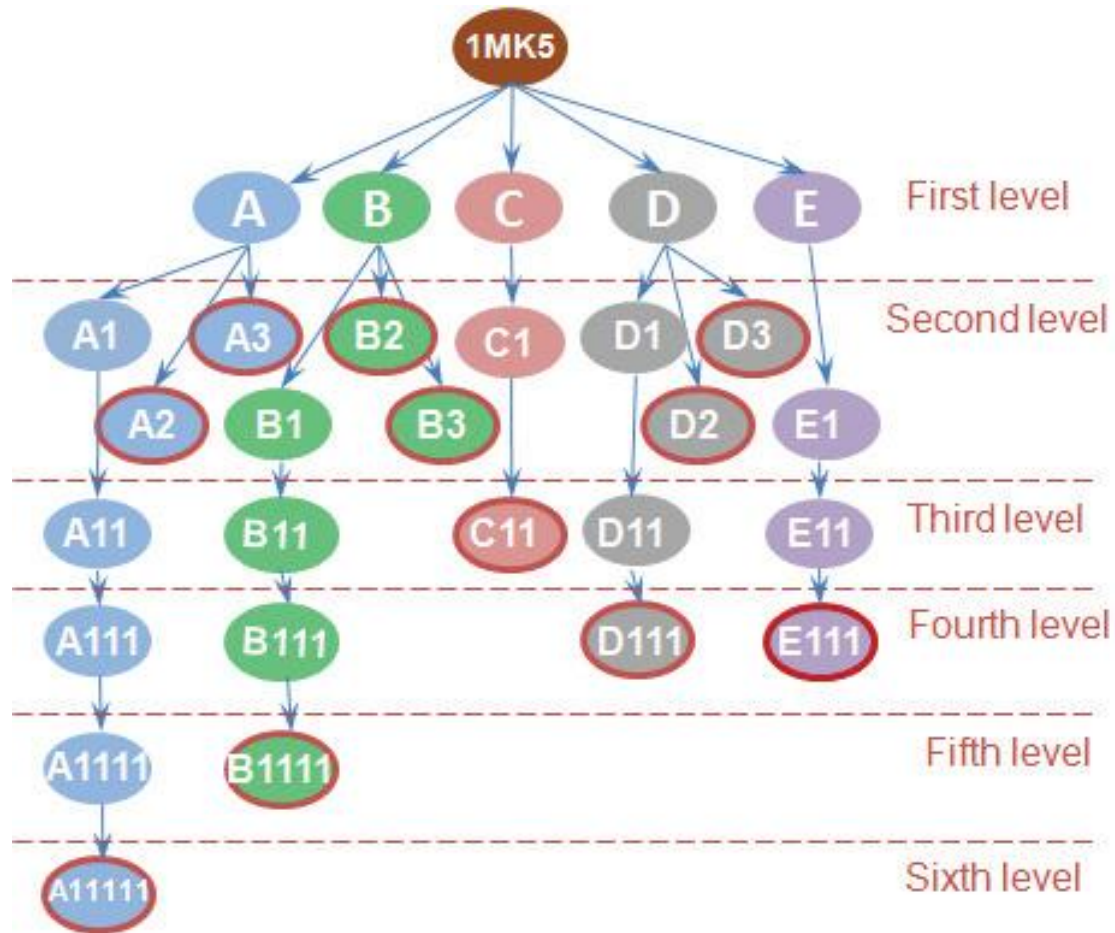 1MK5
A
B
C
D
E
First level
A1
A3
B2
C1
D1
D3
Second level
A2
B1
B3
D2
E1
A11
B11
C11
D11
E11
Third level
A111
B111
D111
E111
Fourth level
A1111
B1111
Fifth level
A11111
Sixth level